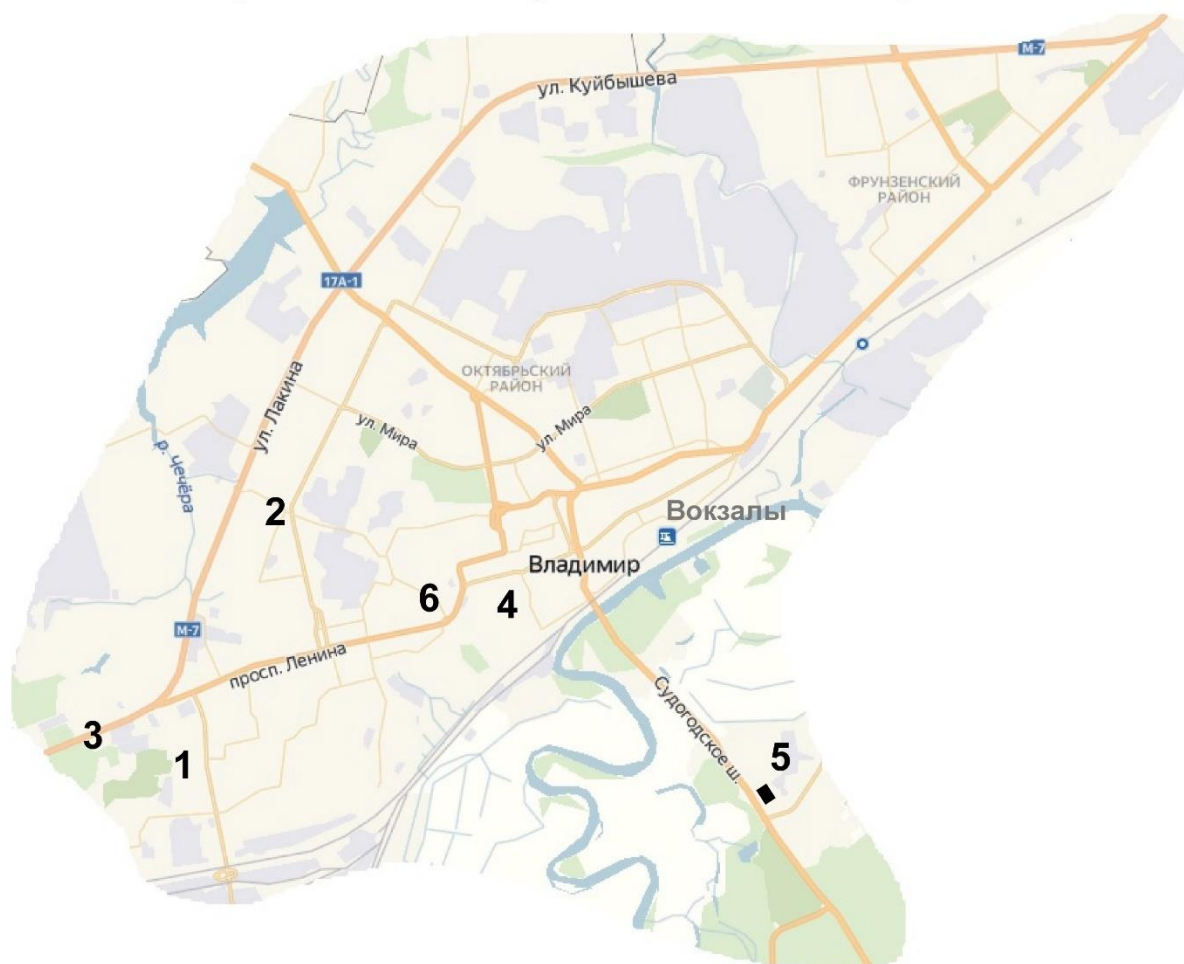 М-7
ул. Куйбышева
ФРУНЗЕНСКИЙ
РАЙОН
17А-1
ОКТЯБРЬСКИЙ
РАЙОН
ул. Лакина
ул. Мира
ул. Мира
р. Чечёра
2
Вокзалы
Владимир
6
4
М-7
просп. Ленина
Судогодское ш.
3
1
5